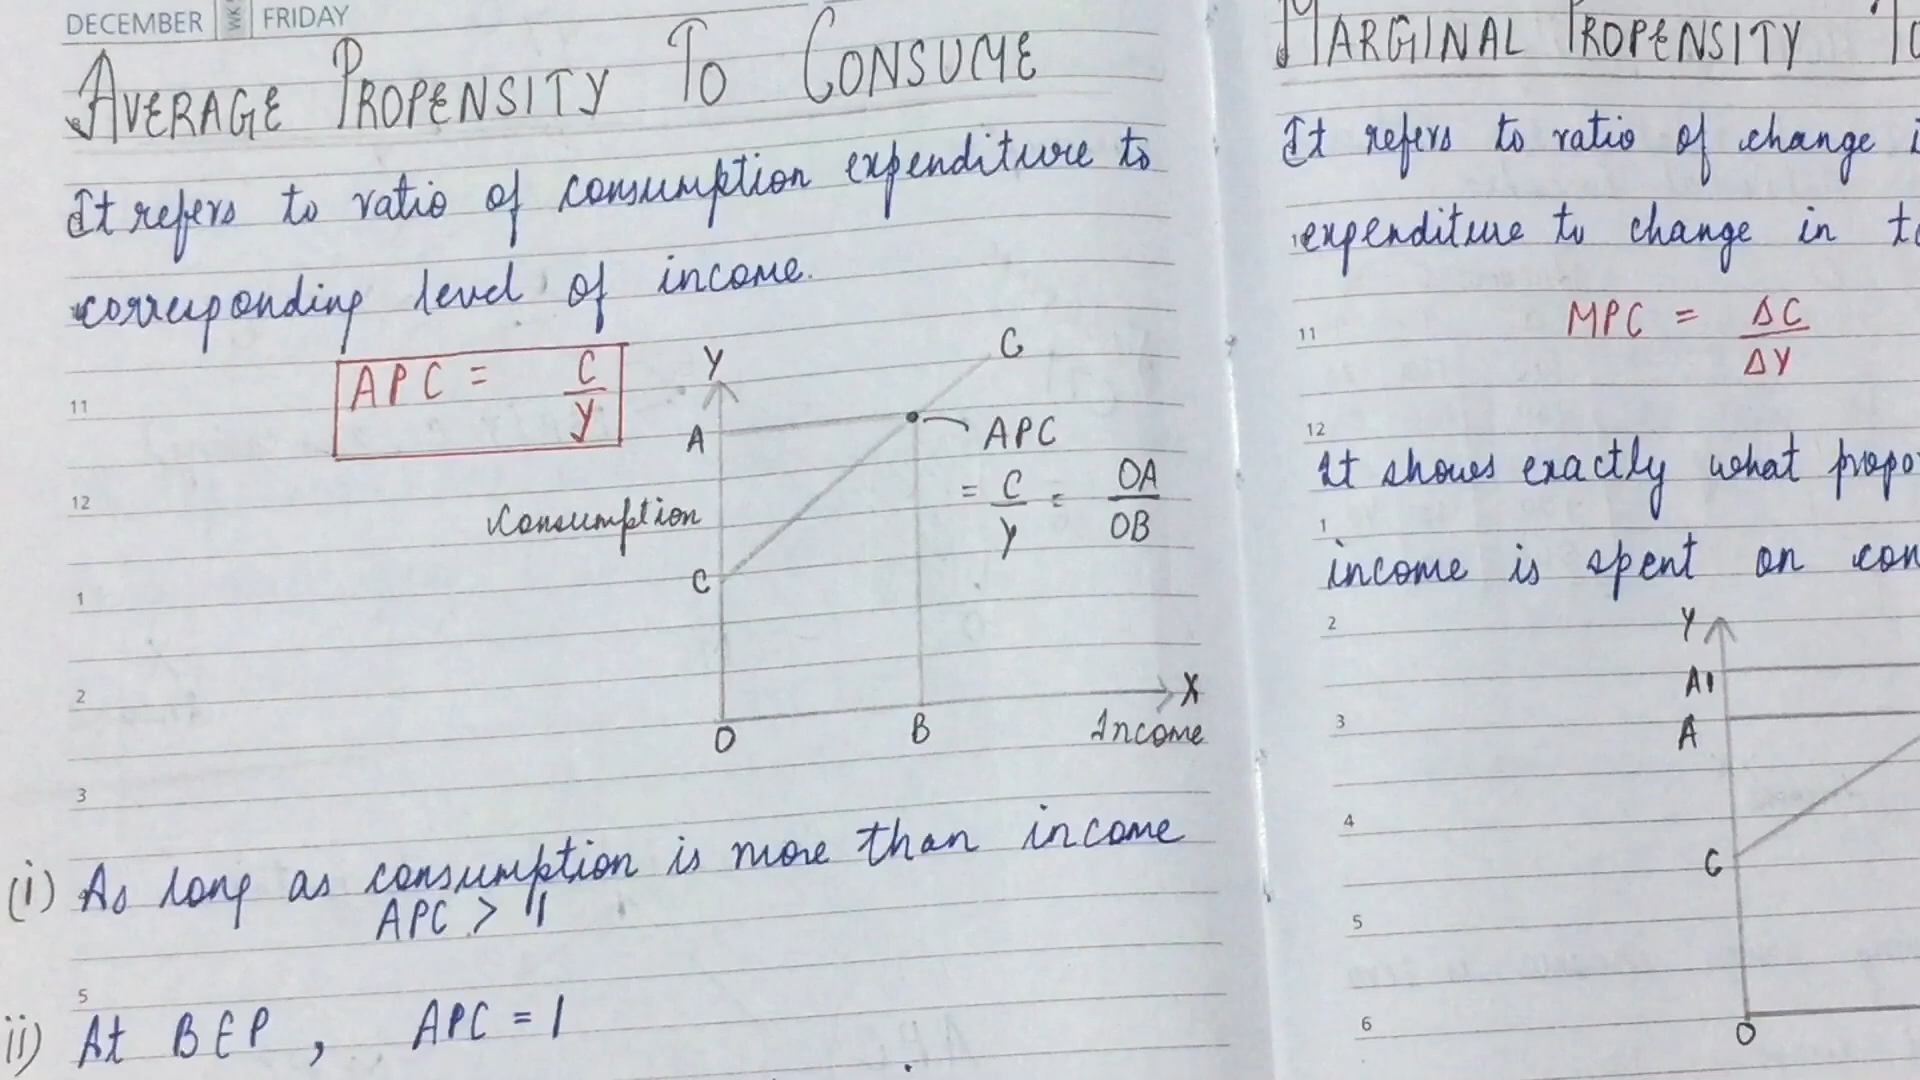 DECEMBER WK FRIDAY
AVERAGE PROPENSITY TO CONSUME
It refers to ratio of consumption expenditure to
corresponding level of income.
APC = C/Y
Y
C
A
APC
= C/Y = OA/OB
Consumption
C
X
O
B
Income
11
12
1
2
3
(i) As long as consumption is more than income
APC > 1
5
ii) At BEP, APC = 1
MARGINAL PROPENSITY
It refers to ratio of change
expenditure to change in
11
MPC = ΔC/ΔY
12
It shows exactly what
1
income is spent on
2
Y
A1
3
A
4
C
5
6
O